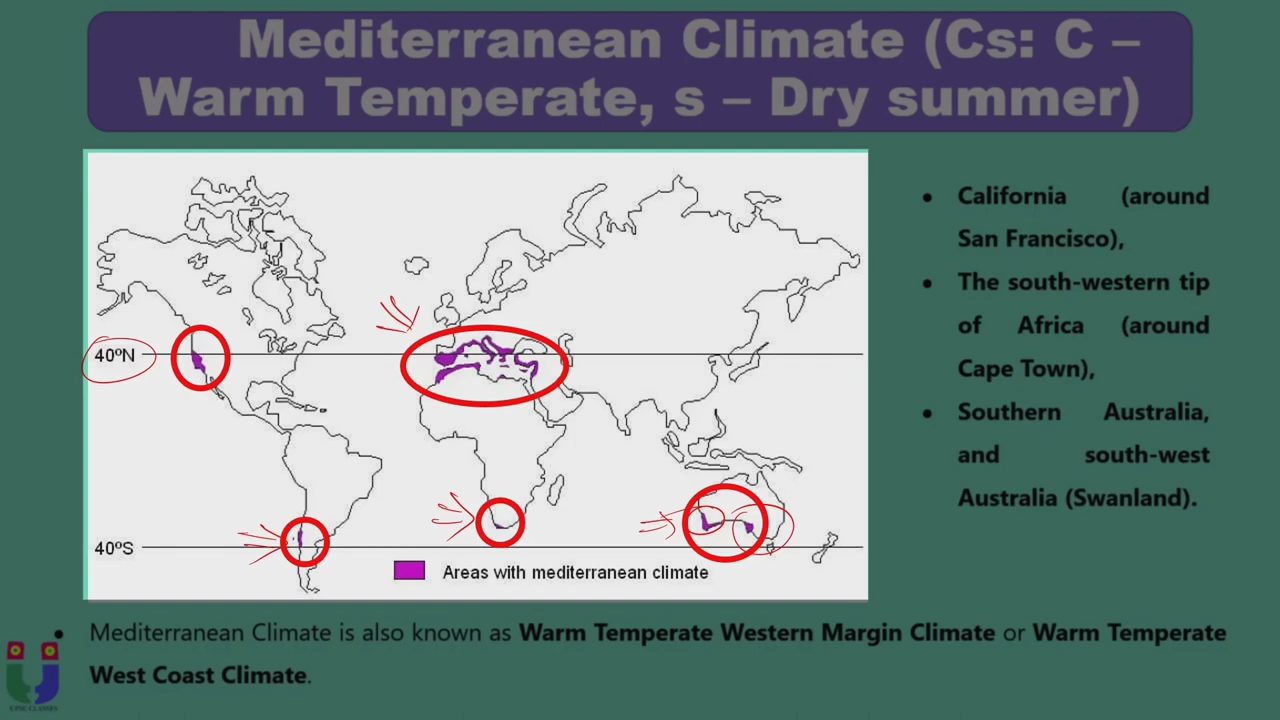 Mediterranean Climate (Cs: C –
Warm Temperate, s – Dry summer)
40°N
40°S
Areas with mediterranean climate
• California (around
San Francisco),
• The south-western tip
of Africa (around
Cape Town),
• Southern Australia,
and south-west
Australia (Swanland).
• Mediterranean Climate is also known as Warm Temperate Western Margin Climate or Warm Temperate
West Coast Climate.